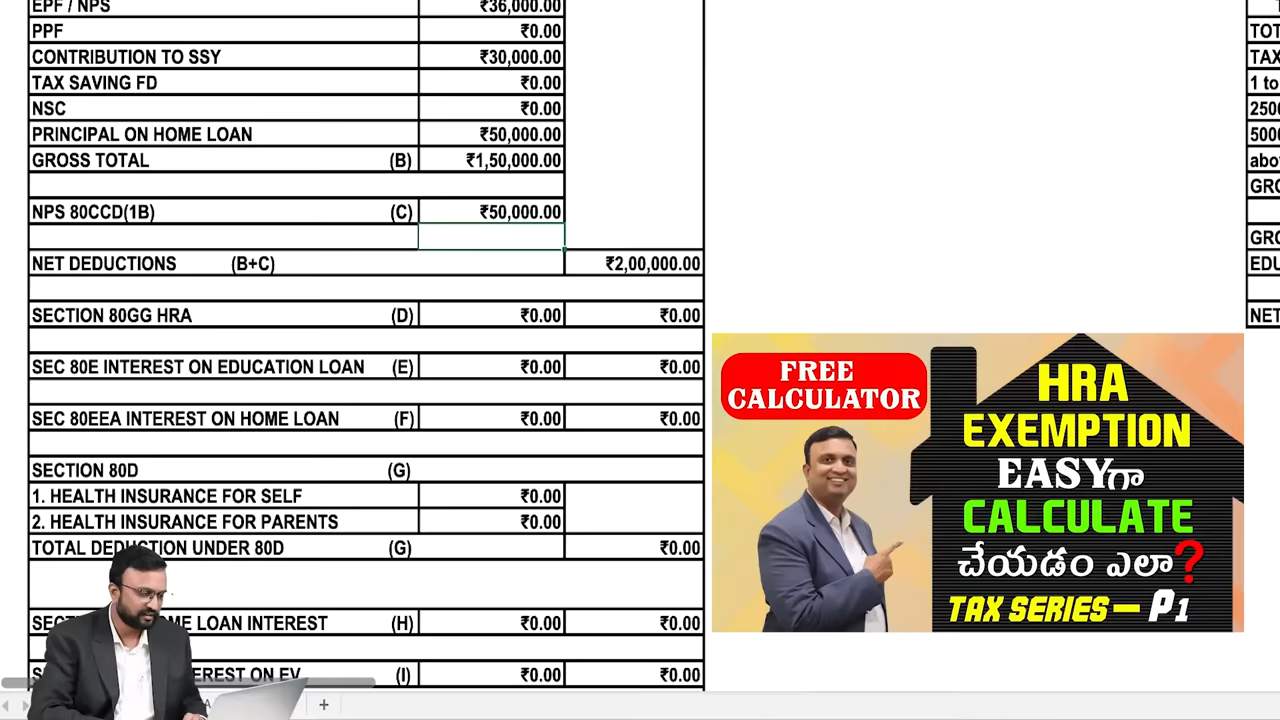 EPF / NPS ₹36,000.00
PPF ₹0.00
CONTRIBUTION TO SSY ₹30,000.00
TAX SAVING FD ₹0.00
NSC ₹0.00
PRINCIPAL ON HOME LOAN ₹50,000.00
GROSS TOTAL (B) ₹1,50,000.00
NPS 80CCD(1B) (C) ₹50,000.00
NET DEDUCTIONS (B+C) ₹2,00,000.00
SECTION 80GG HRA (D) ₹0.00 ₹0.00
SEC 80E INTEREST ON EDUCATION LOAN (E) ₹0.00 ₹0.00
SEC 80EEA INTEREST ON HOME LOAN (F) ₹0.00 ₹0.00
SECTION 80D (G)
1. HEALTH INSURANCE FOR SELF ₹0.00
2. HEALTH INSURANCE FOR PARENTS ₹0.00
TOTAL DEDUCTION UNDER 80D (G) ₹0.00
LOAN INTEREST (H) ₹0.00 ₹0.00
ON EV (I) ₹0.00 ₹0.00
FREE
CALCULATOR
HRA
EXEMPTION
EASYగా
CALCULATE
చేయడం ఎలా?
TAX SERIES – P1
1 to